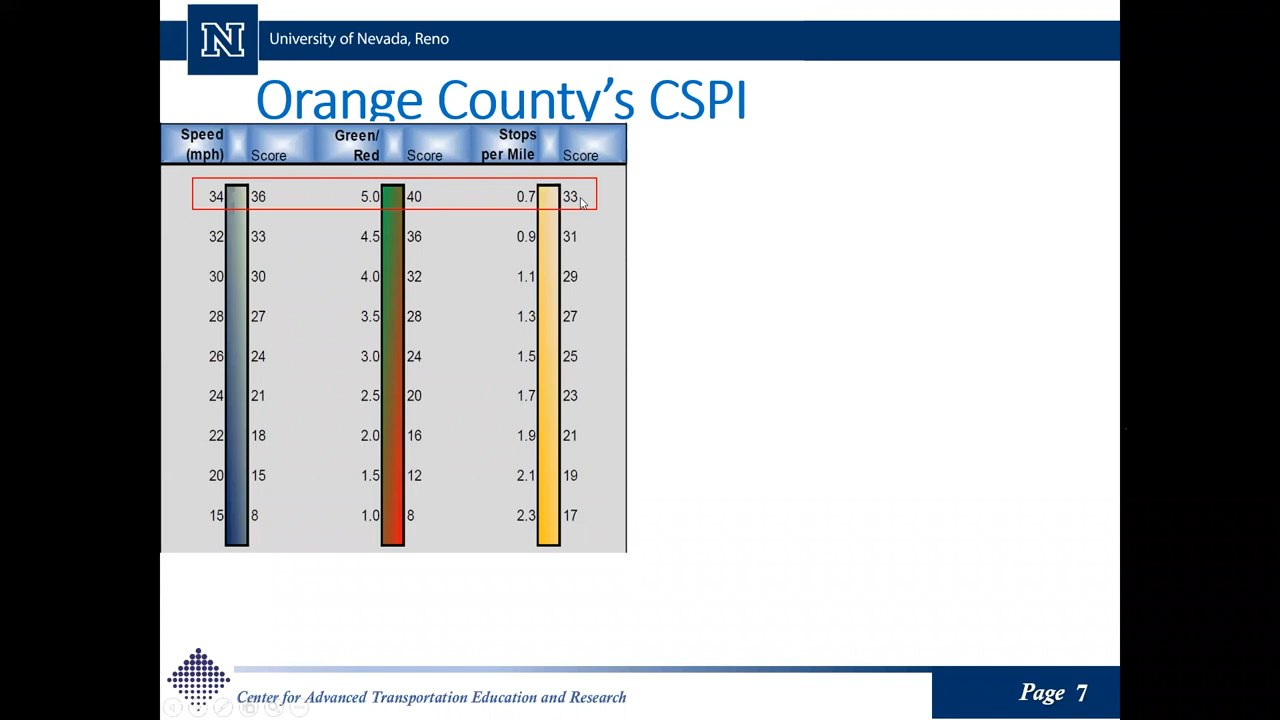 N
University of Nevada, Reno
Orange County's CSPI
Speed (mph) Score Green/ Red Score Stops per Mile Score
34 36 5.0 40 0.7 33
32 33 4.5 36 0.9 31
30 30 4.0 32 1.1 29
28 27 3.5 28 1.3 27
26 24 3.0 24 1.5 25
24 21 2.5 20 1.7 23
22 18 2.0 16 1.9 21
20 15 1.5 12 2.1 19
15 8 1.0 8 2.3 17
Center for Advanced Transportation Education and Research
Page 7